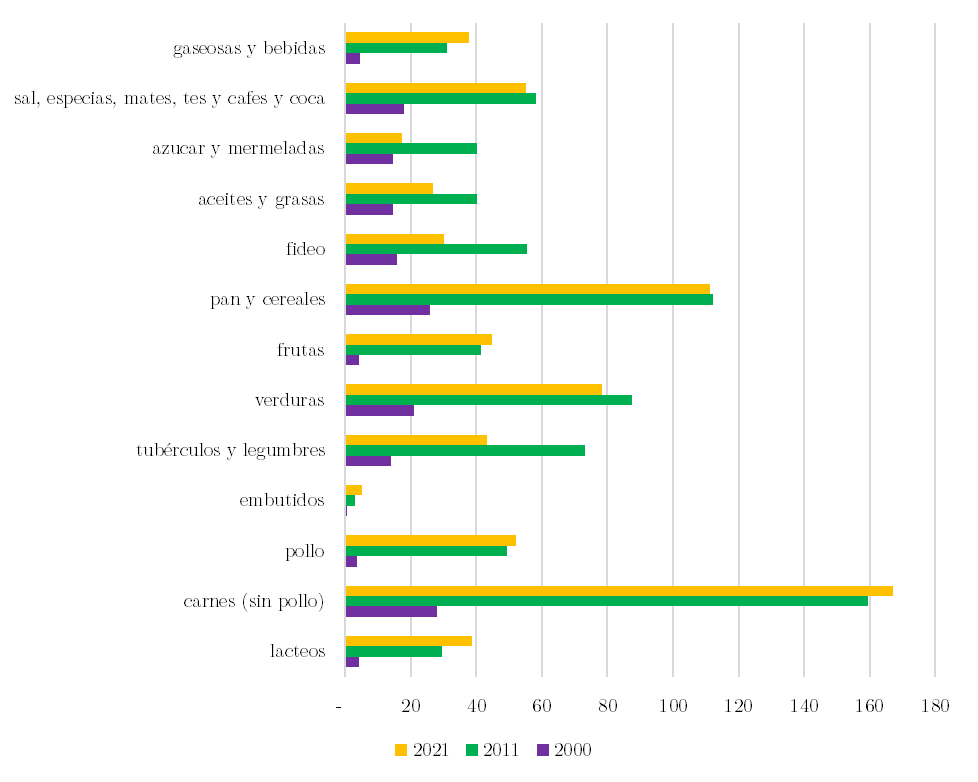 gaseosas y bebidas
sal, especias, mates, tes y cafes y coca
azucar y mermeladas
aceites y grasas
fideo
pan y cereales
frutas
verduras
tubérculos y legumbres
embutidos
pollo
carnes (sin pollo)
lacteos
- 20 40 60 80 100 120 140 160 180
2021 2011 2000